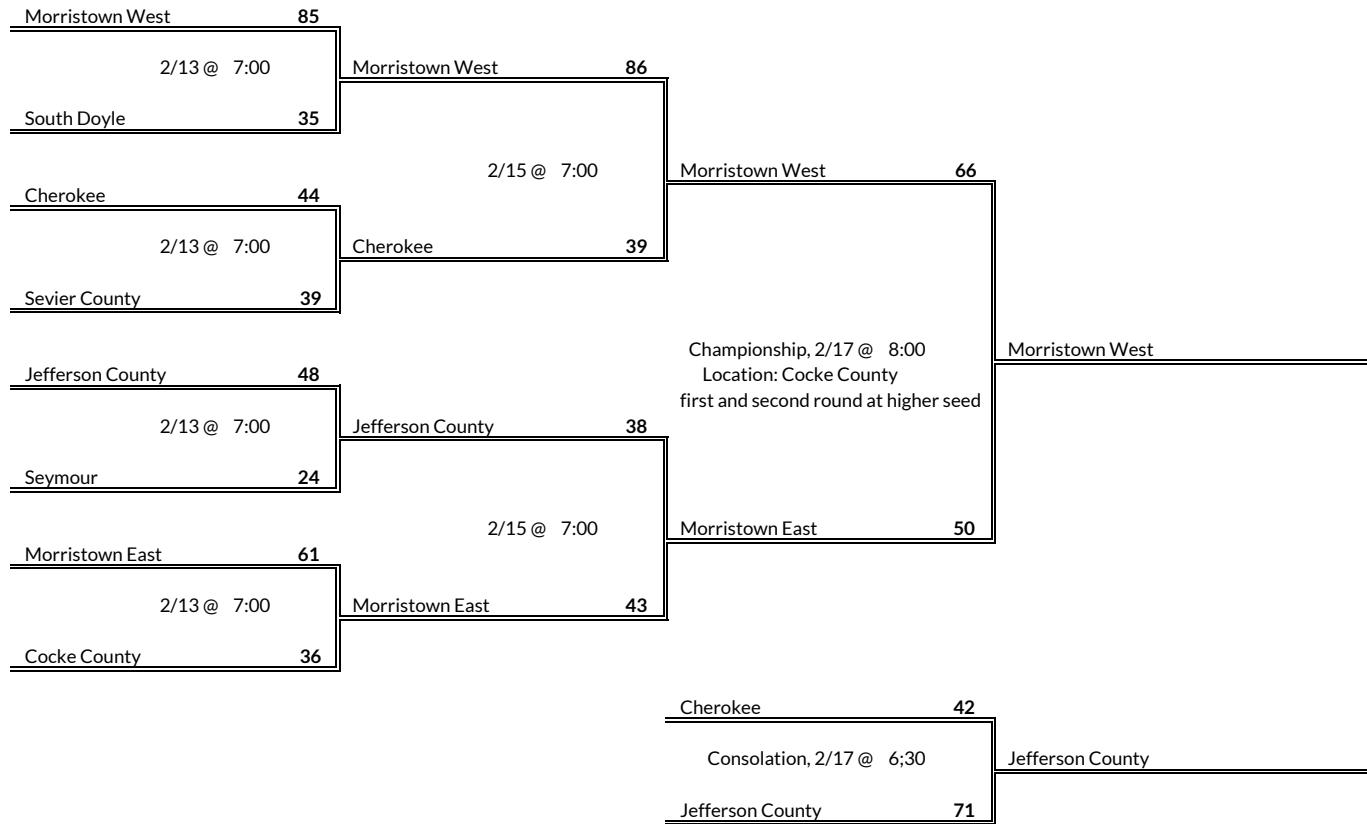 Morristown West 85
2/13 @ 7:00
Morristown West 86
South Doyle 35
2/15 @ 7:00
Morristown West 66
Cherokee 44
2/13 @ 7:00
Cherokee 39
Sevier County 39
Championship, 2/17 @ 8:00
Morristown West
Location: Cocke County
first and second round at higher seed
Jefferson County 48
2/13 @ 7:00
Jefferson County 38
Seymour 24
2/15 @ 7:00
Morristown East 50
Morristown East 61
2/13 @ 7:00
Morristown East 43
Cocke County 36
Cherokee 42
Consolation, 2/17 @ 6;30
Jefferson County
Jefferson County 71